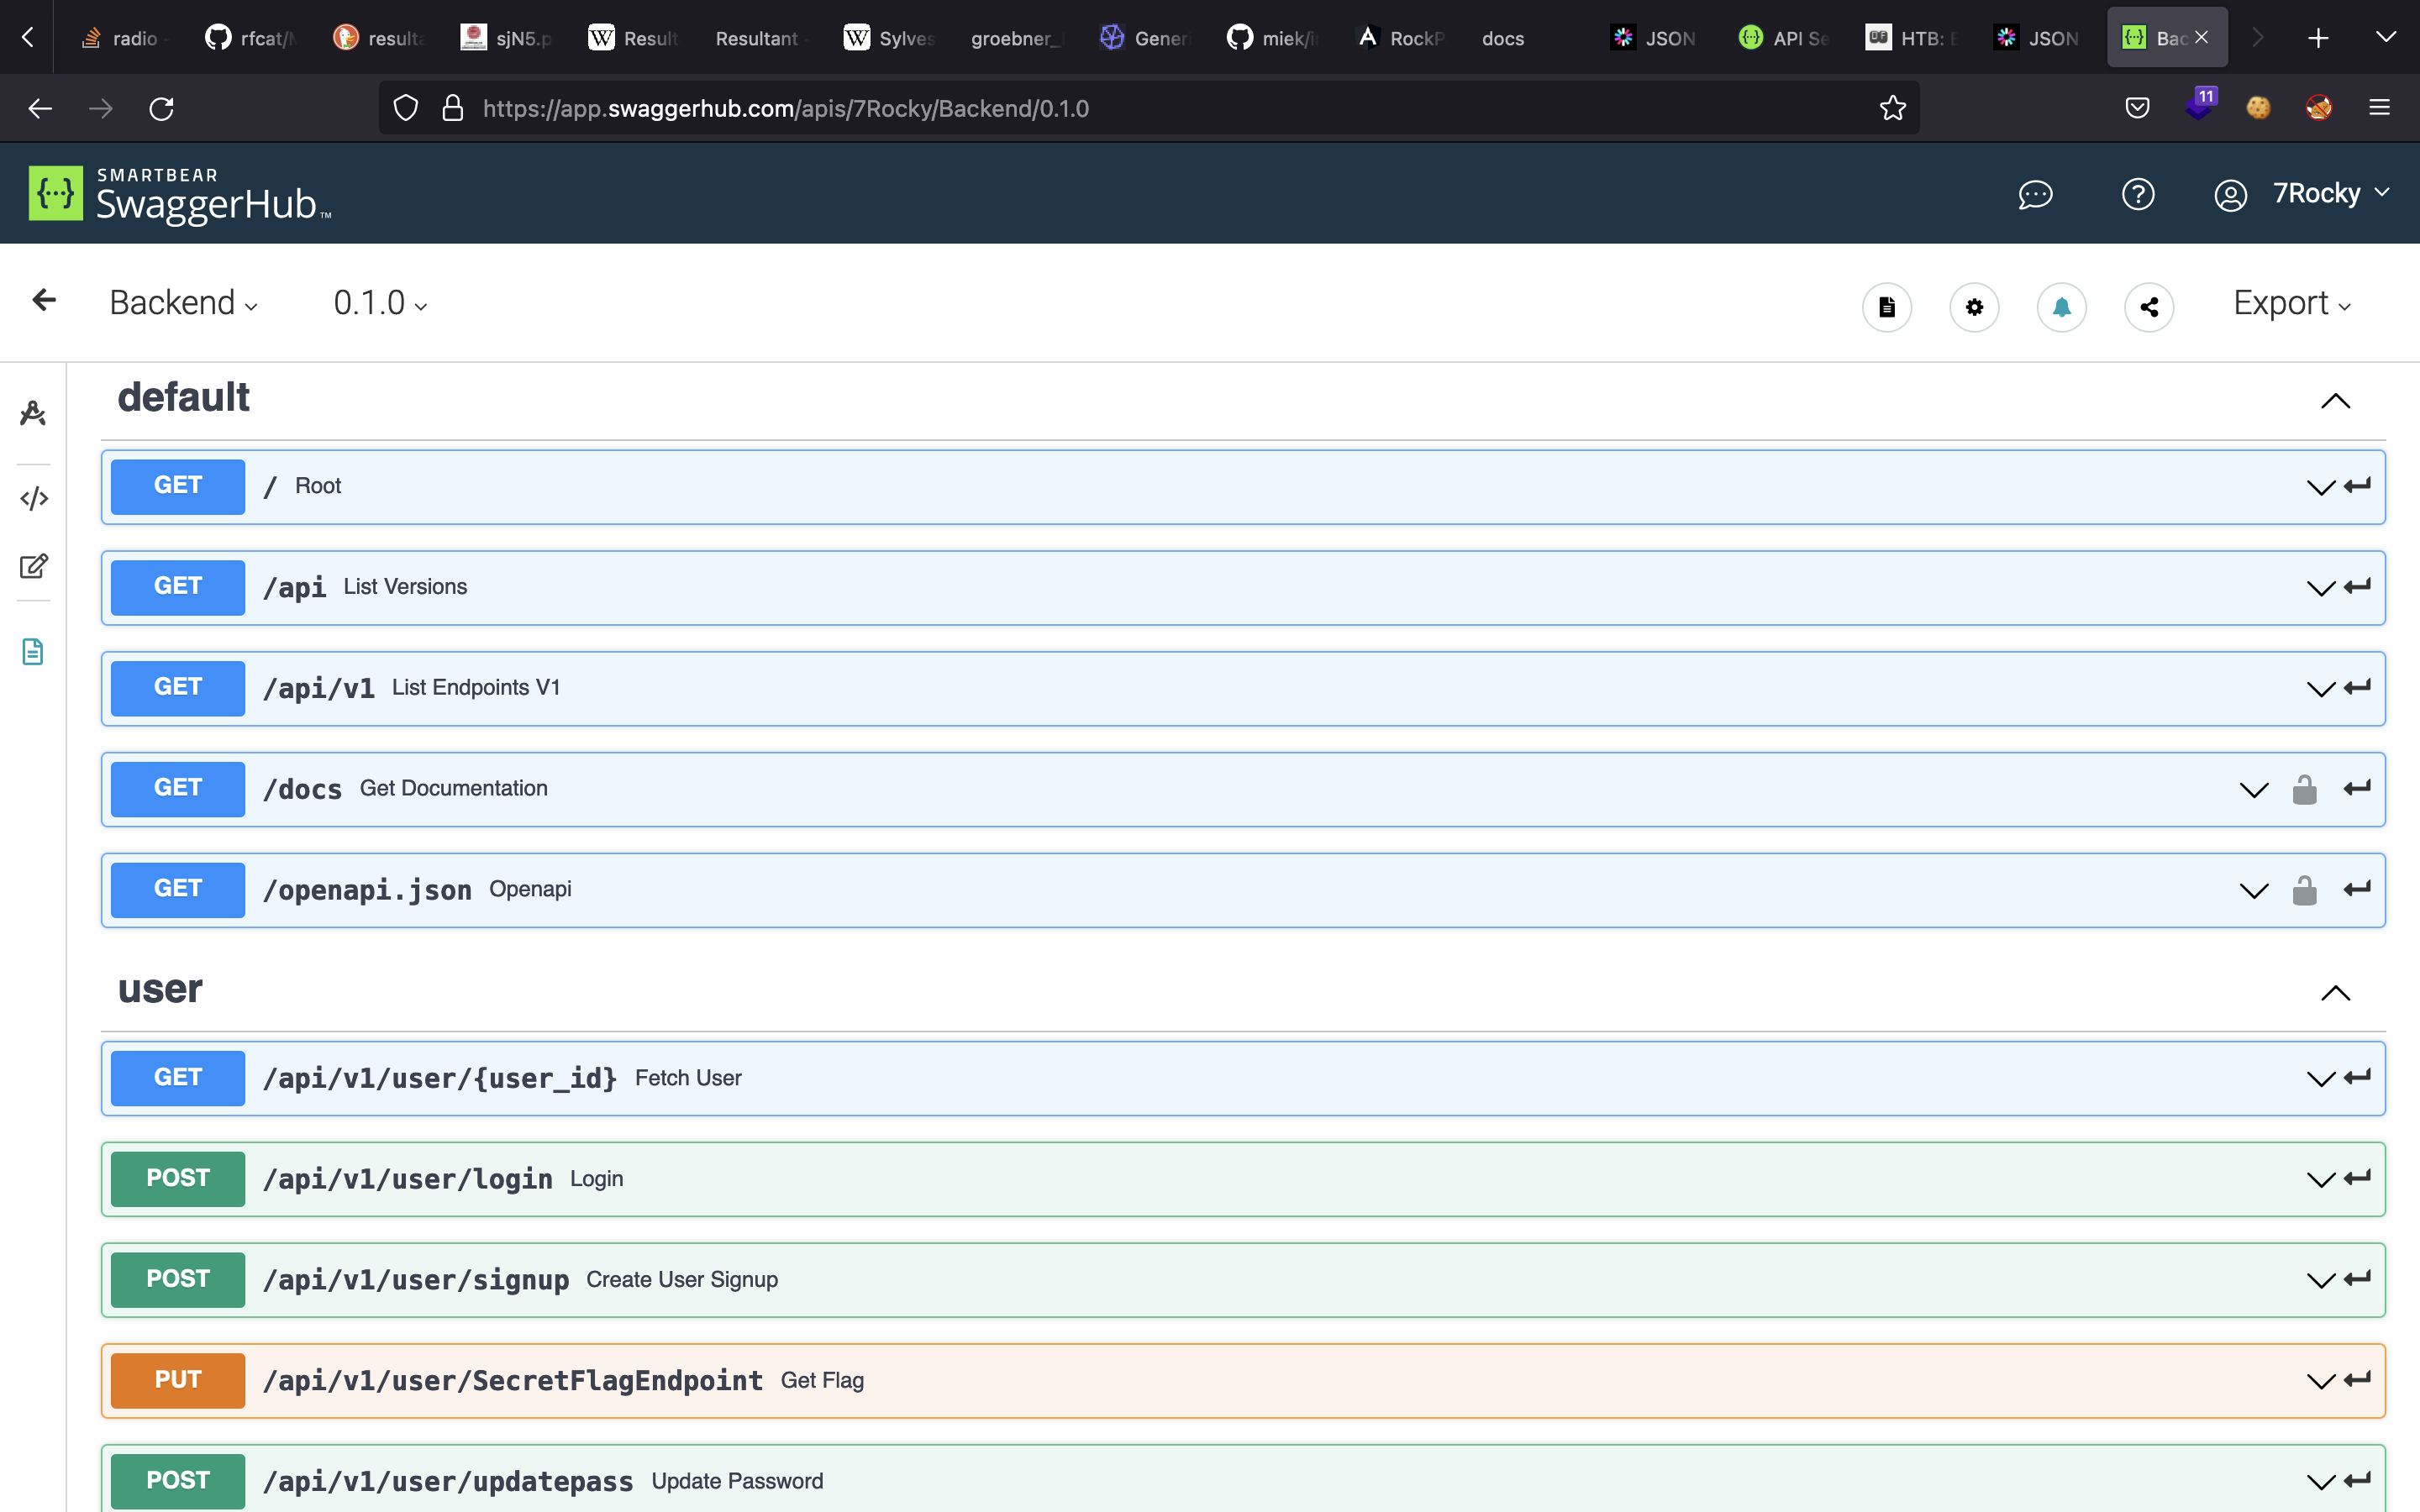 radio rfcat/ result sjN5.p Result Resultant Sylves groebner_ Gener miek/i RockP docs JSON API Se HTB: JSON Bac
11
https://app.swaggerhub.com/apis/7Rocky/Backend/0.1.0
SMARTBEAR
SwaggerHub™
7Rocky
Backend 0.1.0 Export
default
GET / Root
GET /api List Versions
GET /api/v1 List Endpoints V1
GET /docs Get Documentation
GET /openapi.json Openapi
user
GET /api/v1/user/{user_id} Fetch User
POST /api/v1/user/login Login
POST /api/v1/user/signup Create User Signup
PUT /api/v1/user/SecretFlagEndpoint Get Flag
POST /api/v1/user/updatepass Update Password